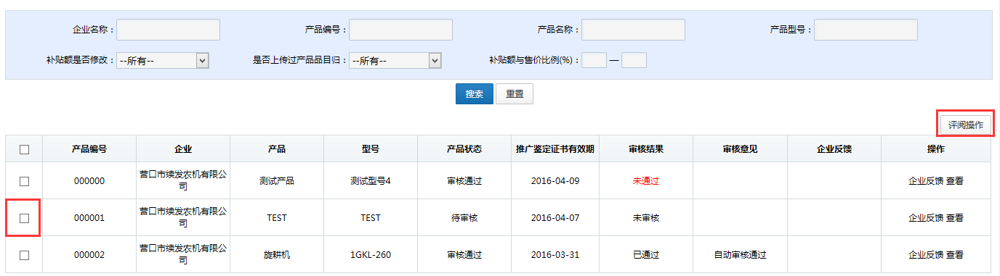 企业名称： 产品编号： 产品名称： 产品型号：
补贴额是否修改： --所有-- 是否上传过产品品目归： --所有-- 补贴额与售价比例(%)： —
搜索 重置
评阅操作
产品编号 企业 产品 型号 产品状态 推广鉴定证书有效期 审核结果 审核意见 企业反馈 操作
000000 营口市续发农机有限公司 测试产品 测试型号4 审核通过 2016-04-09 未通过 企业反馈 查看
000001 营口市续发农机有限公司 TEST TEST 待审核 2016-04-07 未审核 企业反馈 查看
000002 营口市续发农机有限公司 旋耕机 1GKL-260 审核通过 2016-03-31 已通过 自动审核通过 企业反馈 查看